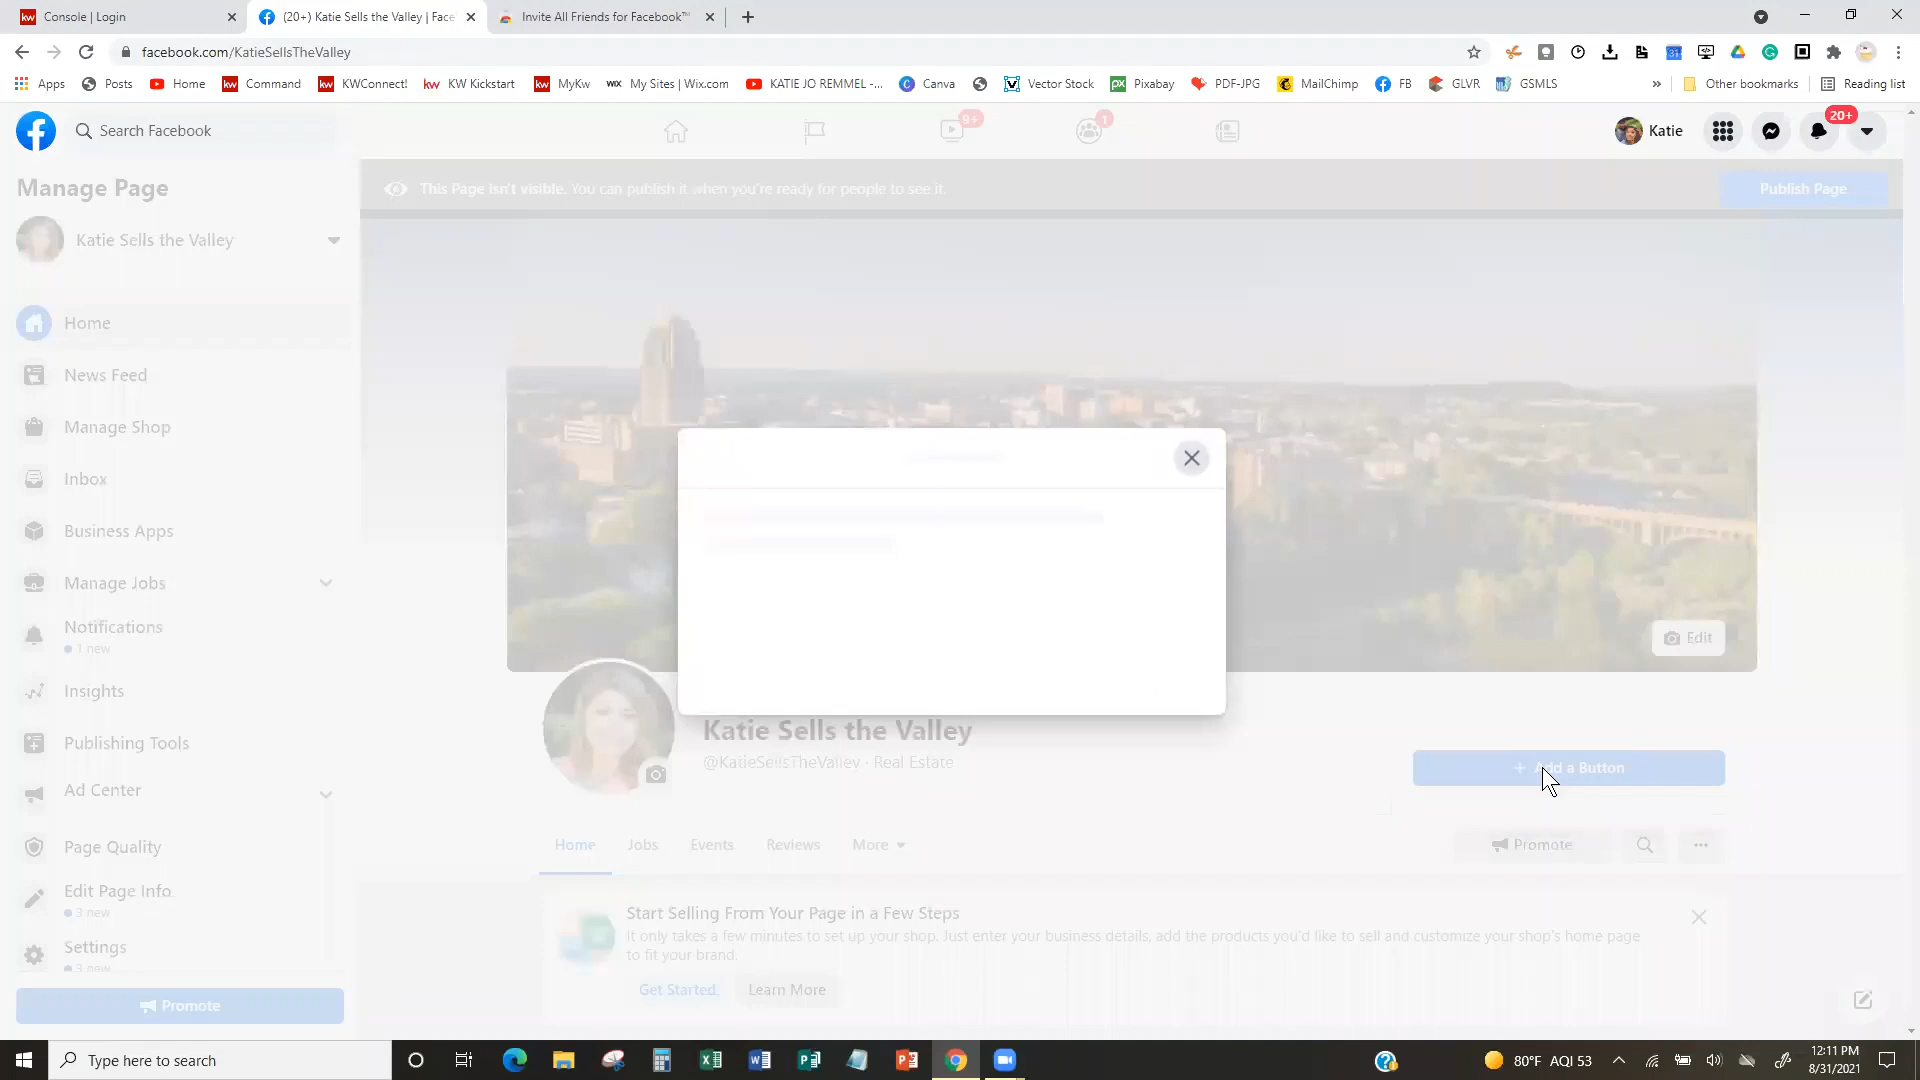 Console | Login
(20+) Katie Sells the Valley | Face
Invite All Friends for Facebook™
facebook.com/KatieSellsTheValley
Apps Posts Home Command KWConnect! KW Kickstart MyKw My Sites | Wix.com KATIE JO REMMEL -... Canva Vector Stock Pixabay PDF-JPG MailChimp FB GLVR GSMLS » Other bookmarks Reading list
Search Facebook
9+
1
Katie
20+
Manage Page
Katie Sells the Valley
This Page isn't visible. You can publish it when you're ready for people to see it.
Publish Page
Home
News Feed
Manage Shop
Inbox
Business Apps
Manage Jobs
Notifications
1 new
Insights
Publishing Tools
Ad Center
Page Quality
Edit Page Info
3 new
Settings
3 new
Promote
Edit
Katie Sells the Valley
@KatieSellsTheValley · Real Estate
+ Add a Button
Home Jobs Events Reviews More
Promote
Start Selling From Your Page in a Few Steps
It only takes a few minutes to set up your shop. Just enter your business details, add the products you'd like to sell and customize your shop's home page
to fit your brand.
Get Started Learn More
Type here to search
80°F AQI 53
12:11 PM
8/31/2021